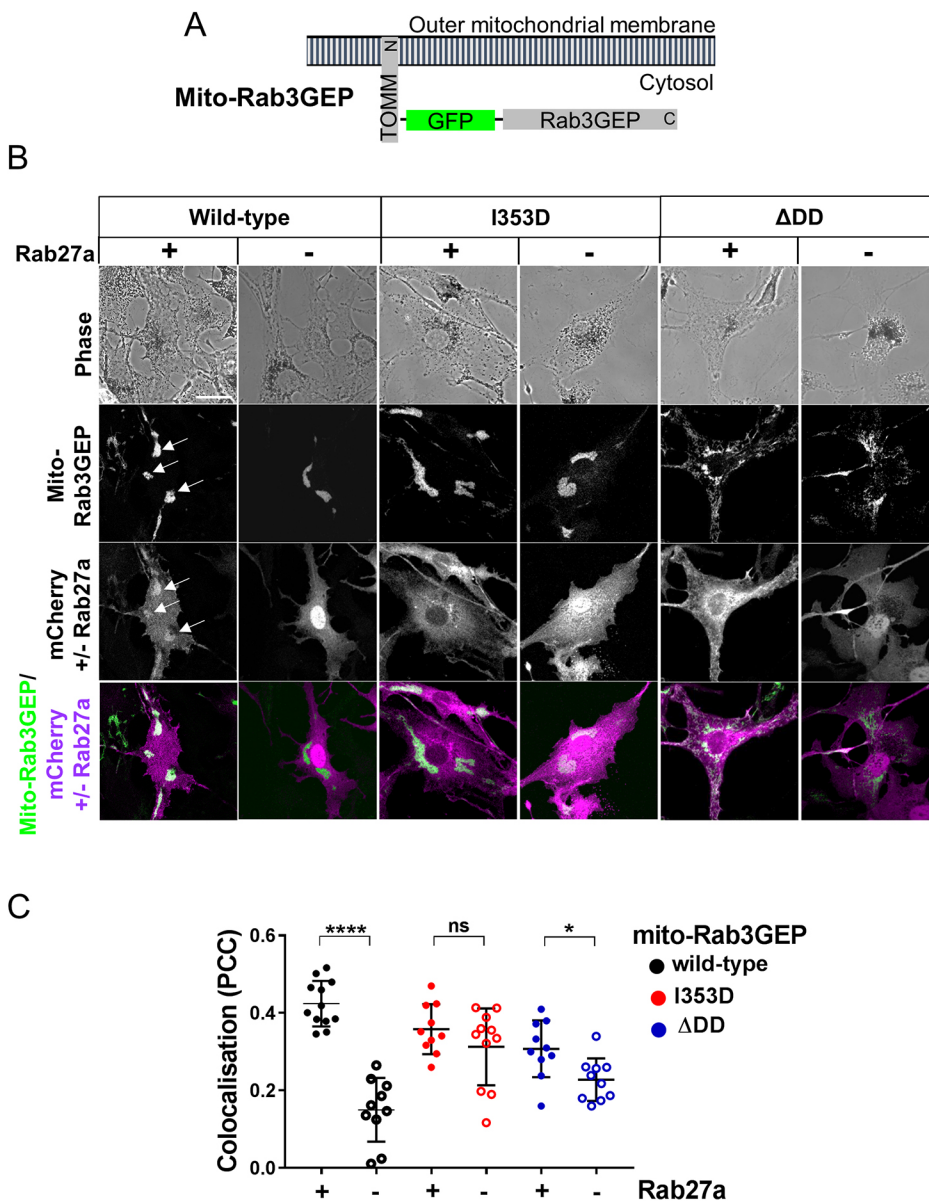 A
Outer mitochondrial membrane
N
Cytosol
Mito-Rab3GEP
TOMM
GFP
Rab3GEP
C
B
Wild-type I353D ΔDD
Rab27a + - + - + -
Phase
Mito-
Rab3GEP
mCherry
+/- Rab27a
Mito-Rab3GEP/
mCherry
+/- Rab27a
C
Colocalisation (PCC)
0.6
0.4
0.2
0.0
**** ns *
mito-Rab3GEP
wild-type
I353D
ΔDD
+ - + - + - Rab27a